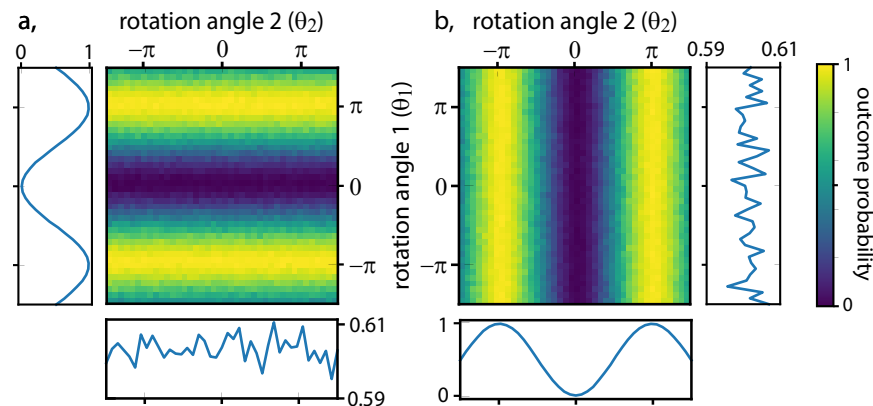 a,
rotation angle 2 (θ₂)
0 1
−π 0 π
π
0
−π
rotation angle 1 (θ₁)
0.61
0.59
b,
rotation angle 2 (θ₂)
−π 0 π
0.59 0.61
π
0
−π
1
0
1
0
outcome probability